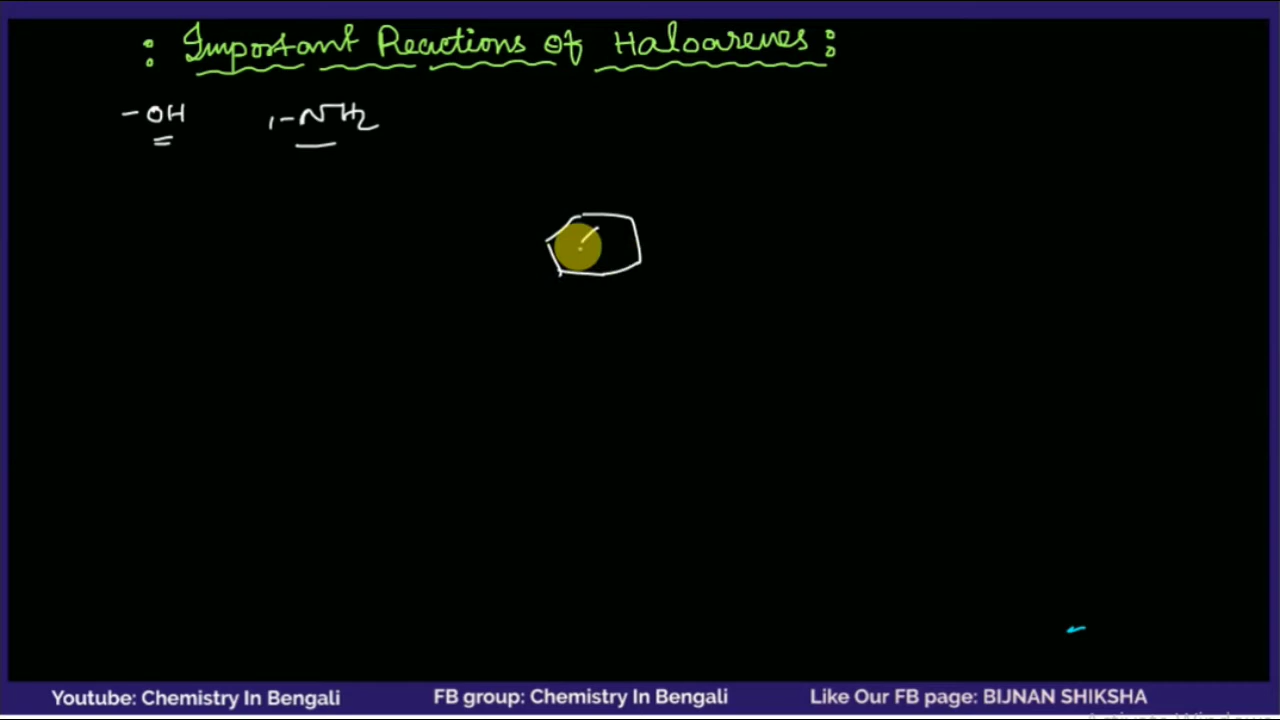 : Important Reactions of Haloarenes :
-OH , -NH2
Youtube: Chemistry In Bengali FB group: Chemistry In Bengali Like Our FB page: BIJNAN SHIKSHA